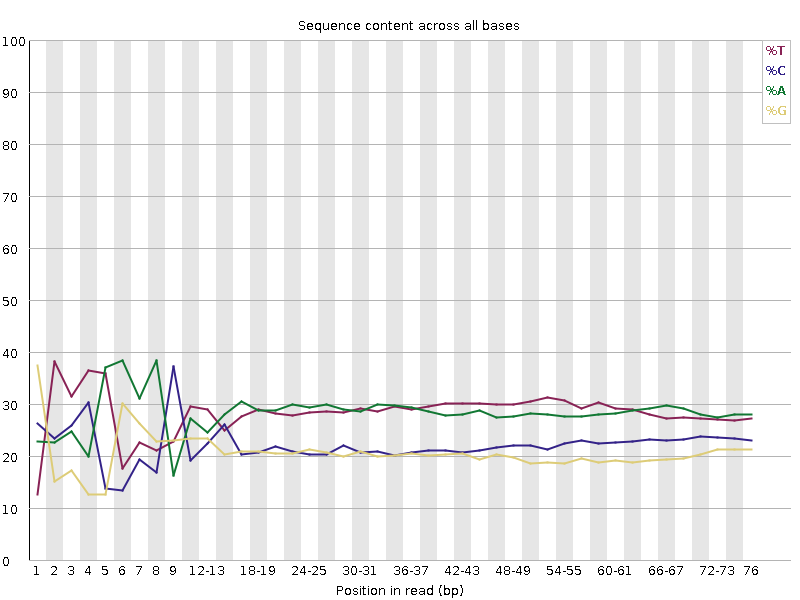 Sequence content across all bases
%T
%C
%A
%G
100
90
80
70
60
50
40
30
20
10
0
1 2 3 4 5 6 7 8 9 12-13 18-19 24-25 30-31 36-37 42-43 48-49 54-55 60-61 66-67 72-73 76
Position in read (bp)